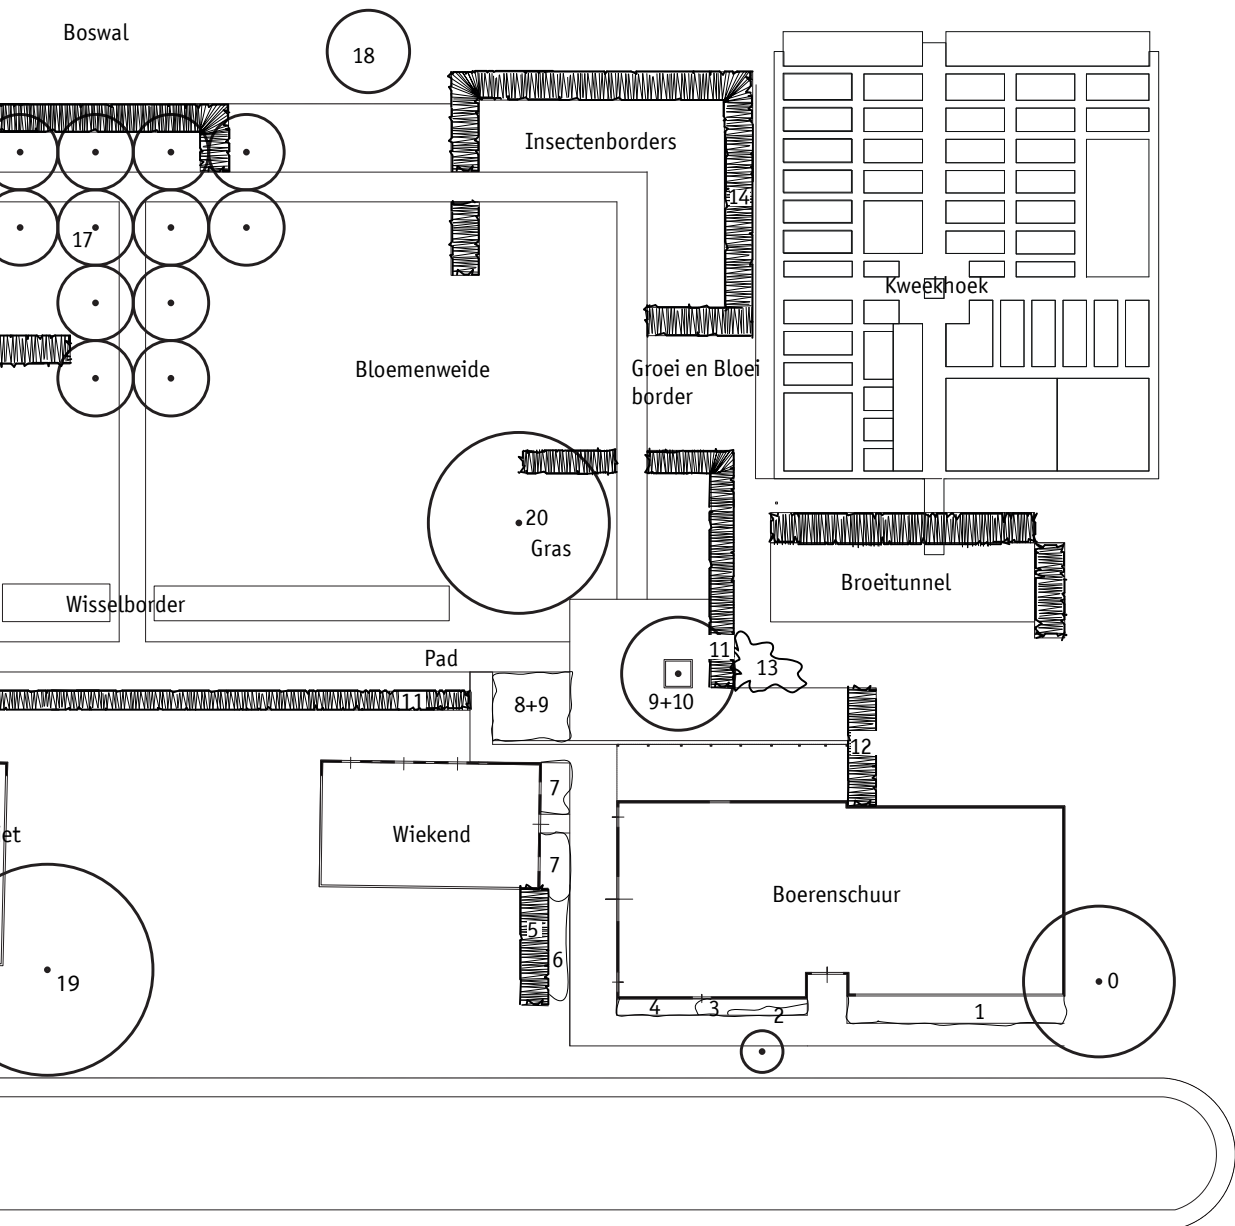 Boswal
18
Insectenborders
14
17
Kweekhoek
Bloemenweide
Groei en Bloei
border
20
Gras
Broeitunnel
Wisselborder
Pad
11
13
11
8+9
9+10
12
7
et
Wiekend
7
Boerenschuur
5
6
19
0
4
3
2
1